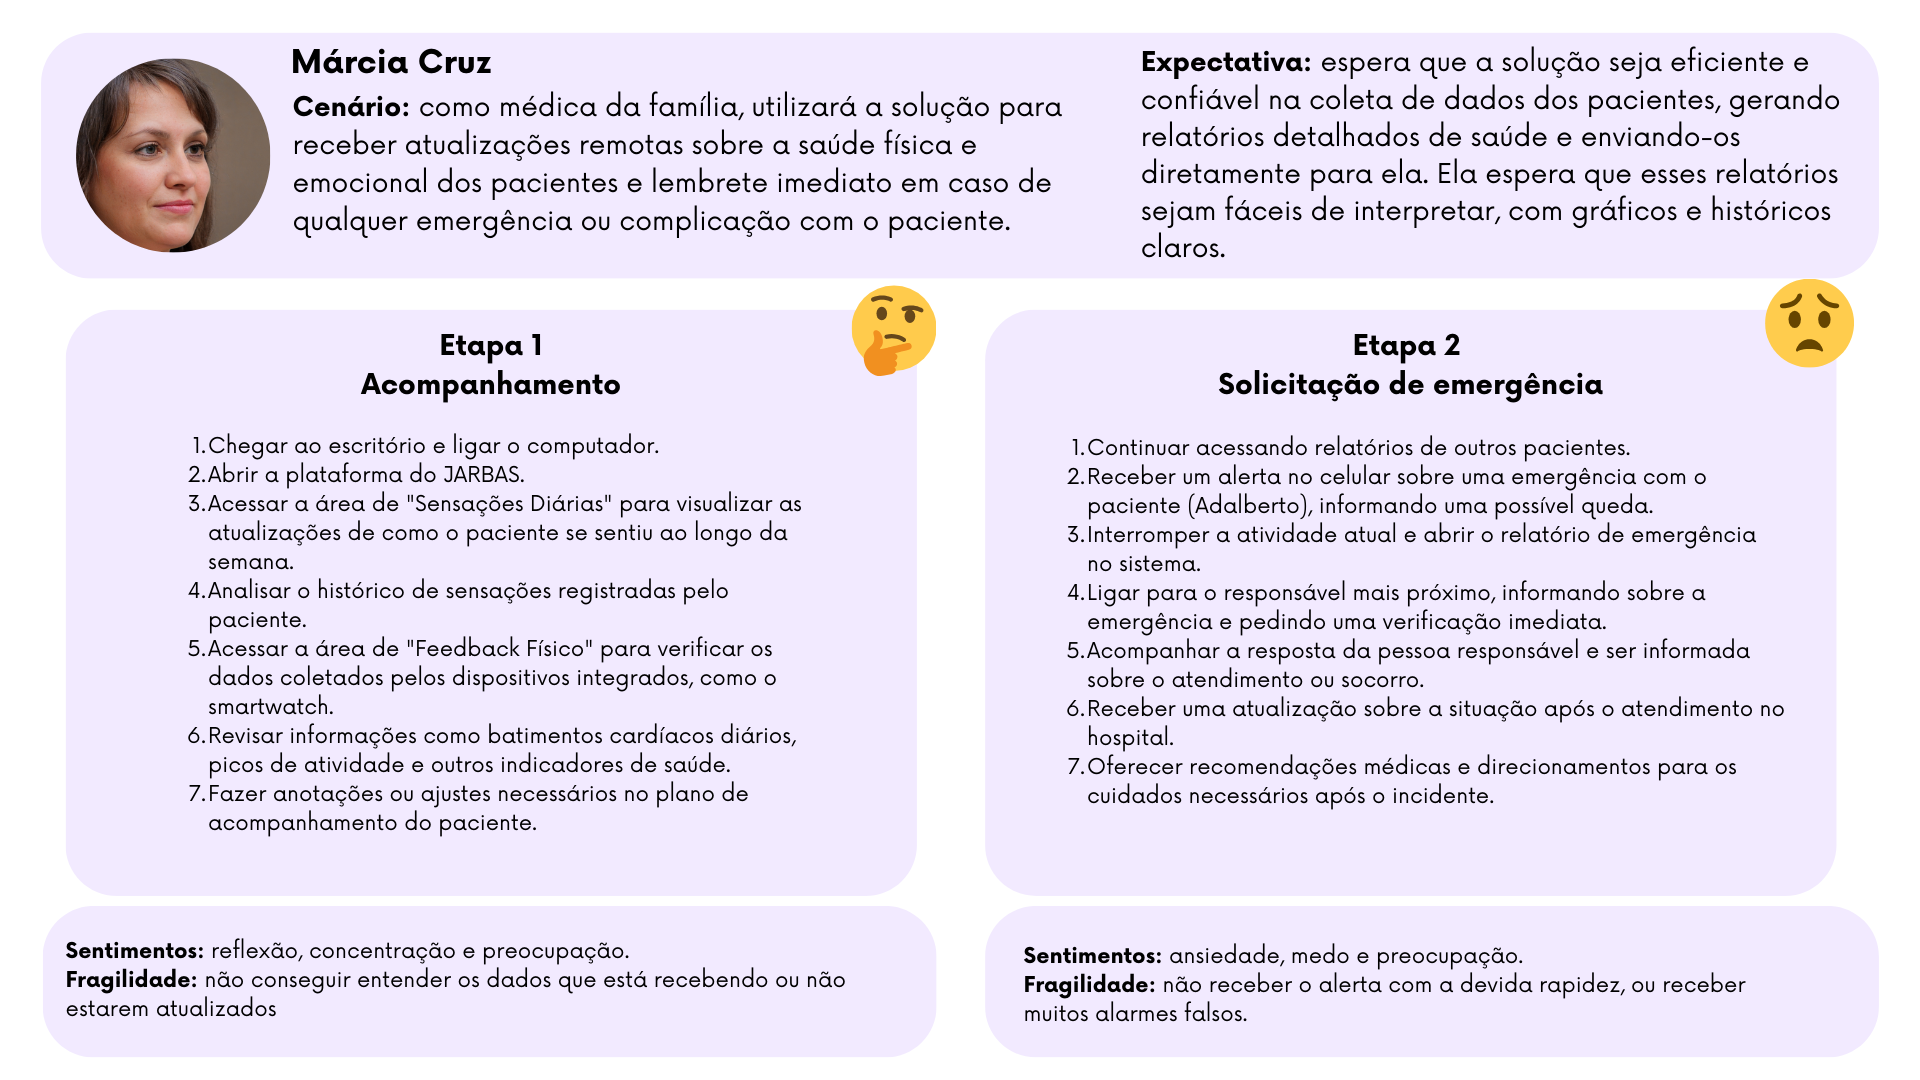 Márcia Cruz
Cenário: como médica da família, utilizará a solução para
receber atualizações remotas sobre a saúde física e
emocional dos pacientes e lembrete imediato em caso de
qualquer emergência ou complicação com o paciente.
Expectativa: espera que a solução seja eficiente e
confiável na coleta de dados dos pacientes, gerando
relatórios detalhados de saúde e enviando-os
diretamente para ela. Ela espera que esses relatórios
sejam fáceis de interpretar, com gráficos e históricos
claros.
Etapa 1
Acompanhamento
1.Chegar ao escritório e ligar o computador.
2.Abrir a plataforma do JARBAS.
3.Acessar a área de "Sensações Diárias" para visualizar as
atualizações de como o paciente se sentiu ao longo da
semana.
4.Analisar o histórico de sensações registradas pelo
paciente.
5.Acessar a área de "Feedback Físico" para verificar os
dados coletados pelos dispositivos integrados, como o
smartwatch.
6.Revisar informações como batimentos cardíacos diários,
picos de atividade e outros indicadores de saúde.
7.Fazer anotações ou ajustes necessários no plano de
acompanhamento do paciente.
Sentimentos: reflexão, concentração e preocupação.
Fragilidade: não conseguir entender os dados que está recebendo ou não
estarem atualizados
Etapa 2
Solicitação de emergência
1.Continuar acessando relatórios de outros pacientes.
2.Receber um alerta no celular sobre uma emergência com o
paciente (Adalberto), informando uma possível queda.
3.Interromper a atividade atual e abrir o relatório de emergência
no sistema.
4.Ligar para o responsável mais próximo, informando sobre a
emergência e pedindo uma verificação imediata.
5.Acompanhar a resposta da pessoa responsável e ser informada
sobre o atendimento ou socorro.
6.Receber uma atualização sobre a situação após o atendimento no
hospital.
7.Oferecer recomendações médicas e direcionamentos para os
cuidados necessários após o incidente.
Sentimentos: ansiedade, medo e preocupação.
Fragilidade: não receber o alerta com a devida rapidez, ou receber
muitos alarmes falsos.